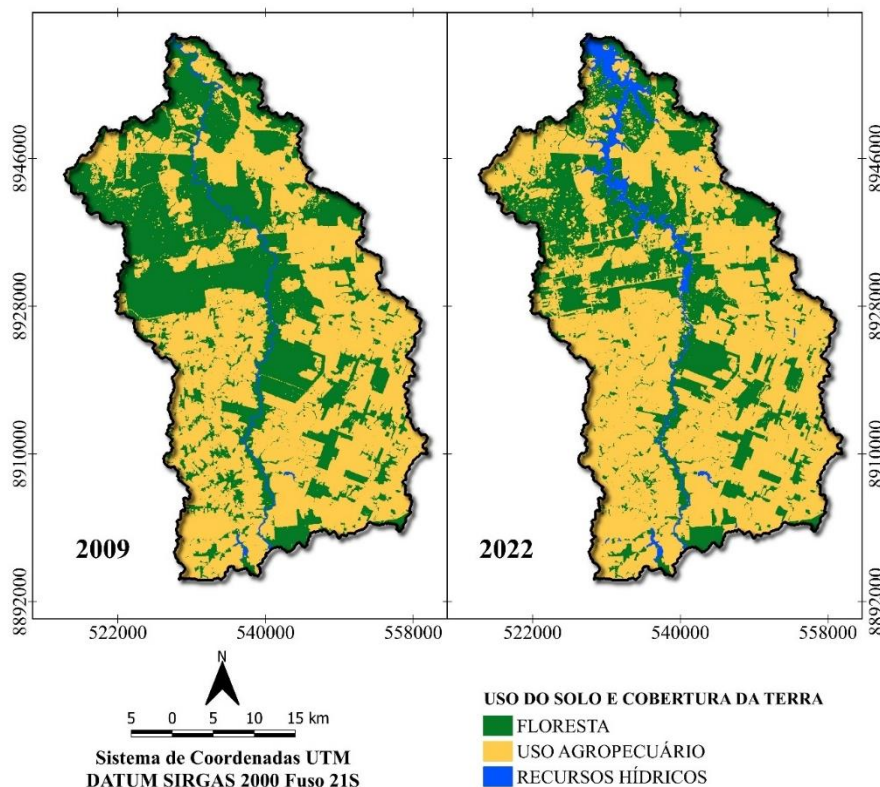 2009
2022
8946000
8946000
8928000
8928000
8910000
8910000
8892000
8892000
522000
540000
558000
522000
540000
558000
N
5 0 5 10 15 km
Sistema de Coordenadas UTM
DATUM SIRGAS 2000 Fuso 21S
USO DO SOLO E COBERTURA DA TERRA
FLORESTA
USO AGROPECUÁRIO
RECURSOS HÍDRICOS